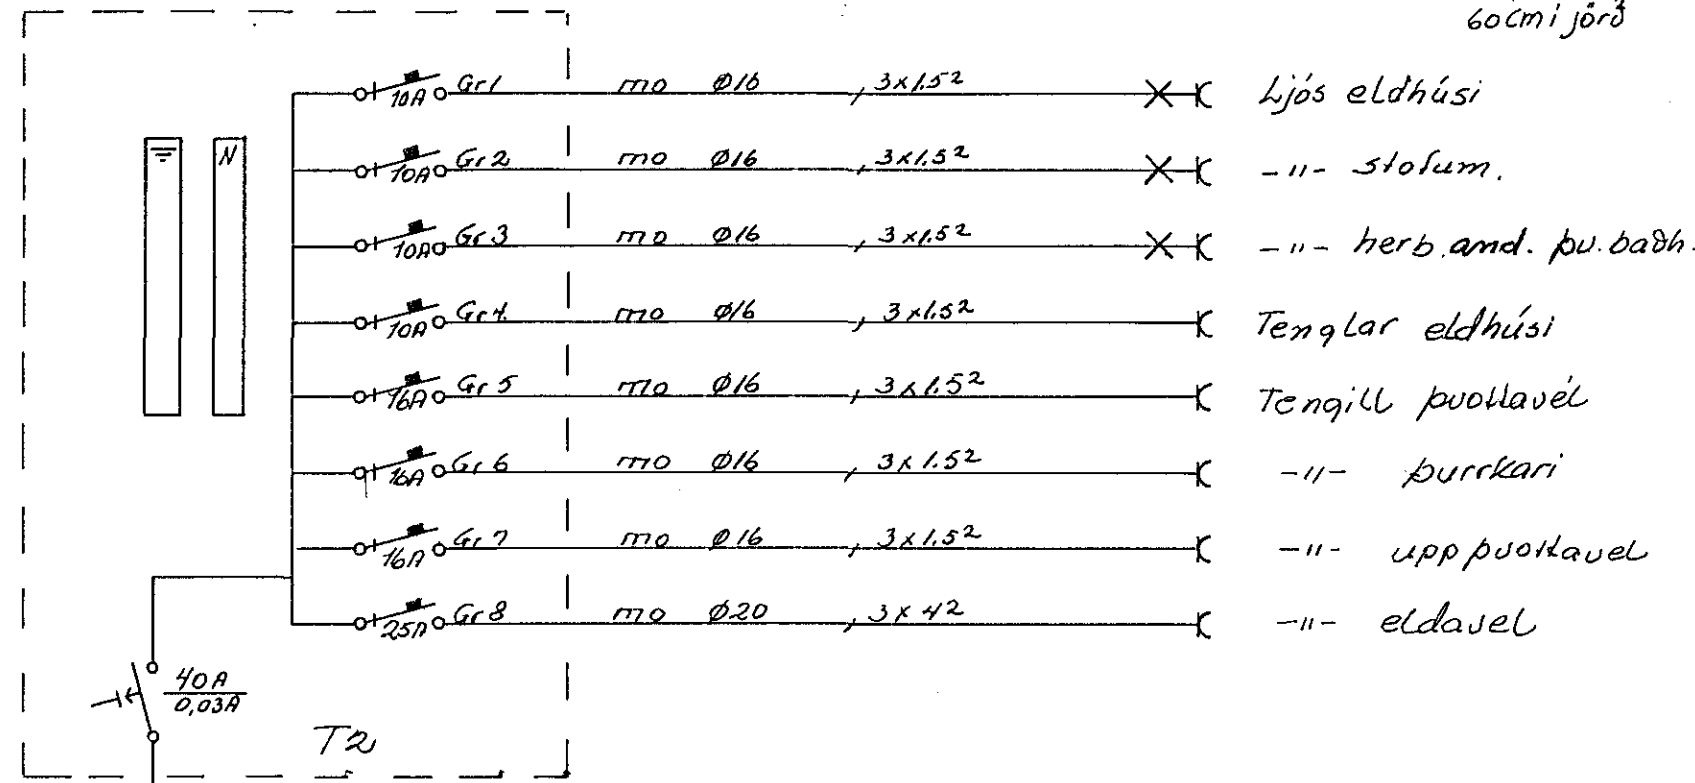 60cm í jörð
10A Gr1 mo Ø16 3x1.5² Ljós eldhúsi
N
10A Gr2 mo Ø16 3x1.5² -"- stofum.
10A Gr3 mo Ø16 3x1.5² -"- herb. and. þv. baðh.
10A Gr4. mo Ø16 3x1.5² Tenglar eldhúsi
16A Gr5 mo Ø16 3x1.5² Tengill þvottavél
16A Gr6 mo Ø16 3x1.5² -"- þurrkari
16A Gr7 mo Ø16 3x1.5² -"- uppþvottavel
25A Gr8 mo Ø20 3x4² -"- eldavel
40A
0,03A
T2